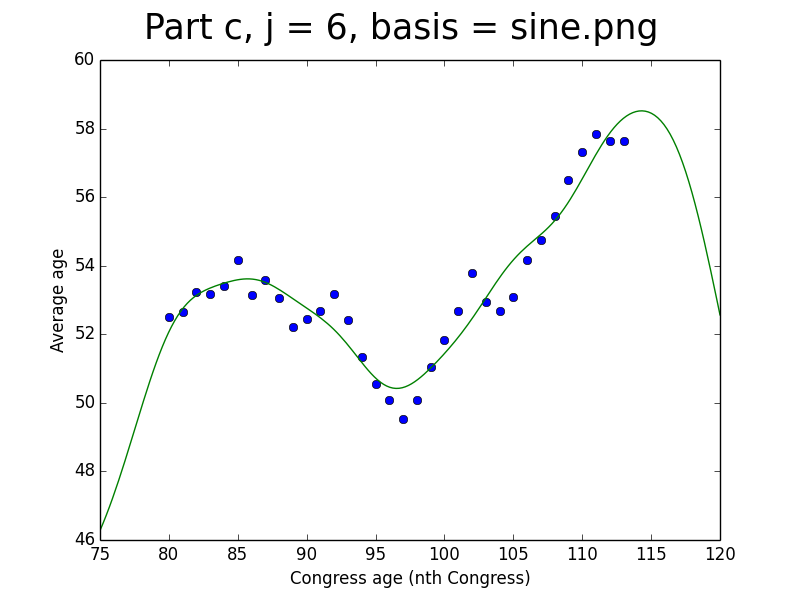 Part c, j = 6, basis = sine.png
60
58
56
54
52
50
48
46
Average age
75 80 85 90 95 100 105 110 115 120
Congress age (nth Congress)